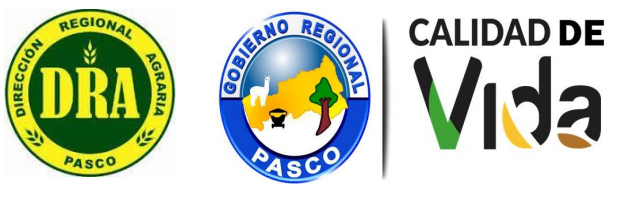 DIRECCIÓN REGIONAL AGRARIA
DRA
PASCO
GOBIERNO REGIONAL
PASCO
CALIDAD DE
Vida